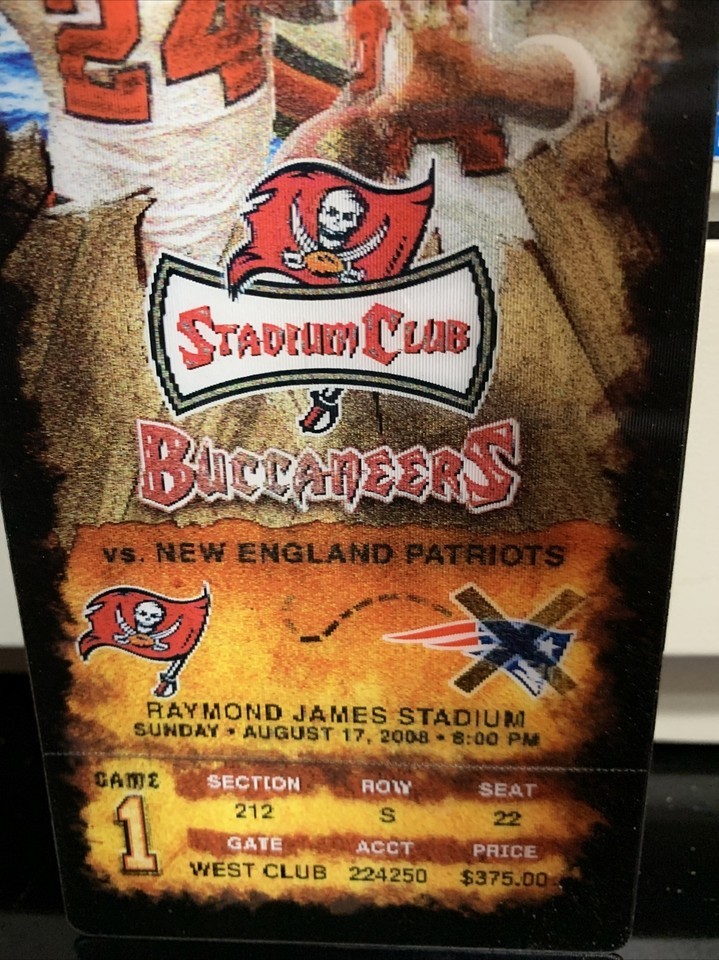 24
STADIUM CLUB
BUCCANEERS
vs. NEW ENGLAND PATRIOTS
RAYMOND JAMES STADIUM
SUNDAY • AUGUST 17, 2008 • 8:00 PM
GAME
1
SECTION ROW SEAT
212 S 22
GATE ACCT PRICE
WEST CLUB 224250 $375.00